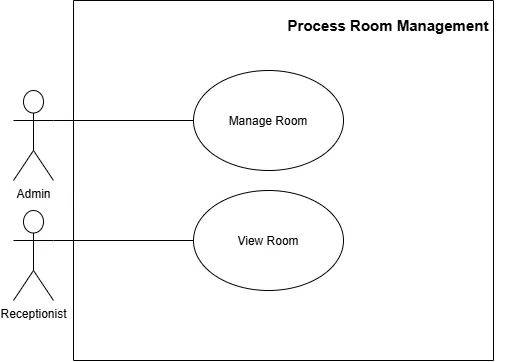 Process Room Management
Manage Room
Admin
View Room
Receptionist